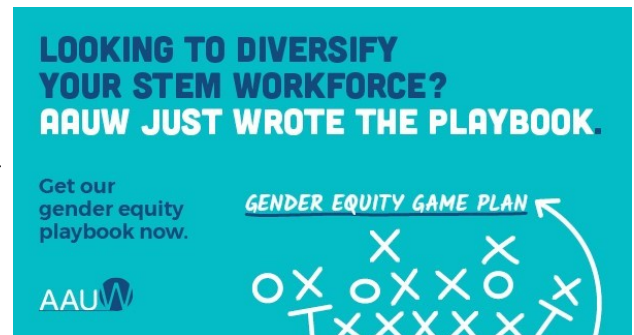 LOOKING TO DIVERSIFY
YOUR STEM WORKFORCE?
AAUW JUST WROTE THE PLAYBOOK.
Get our
gender equity
playbook now.
GENDER EQUITY GAME PLAN
AAUW